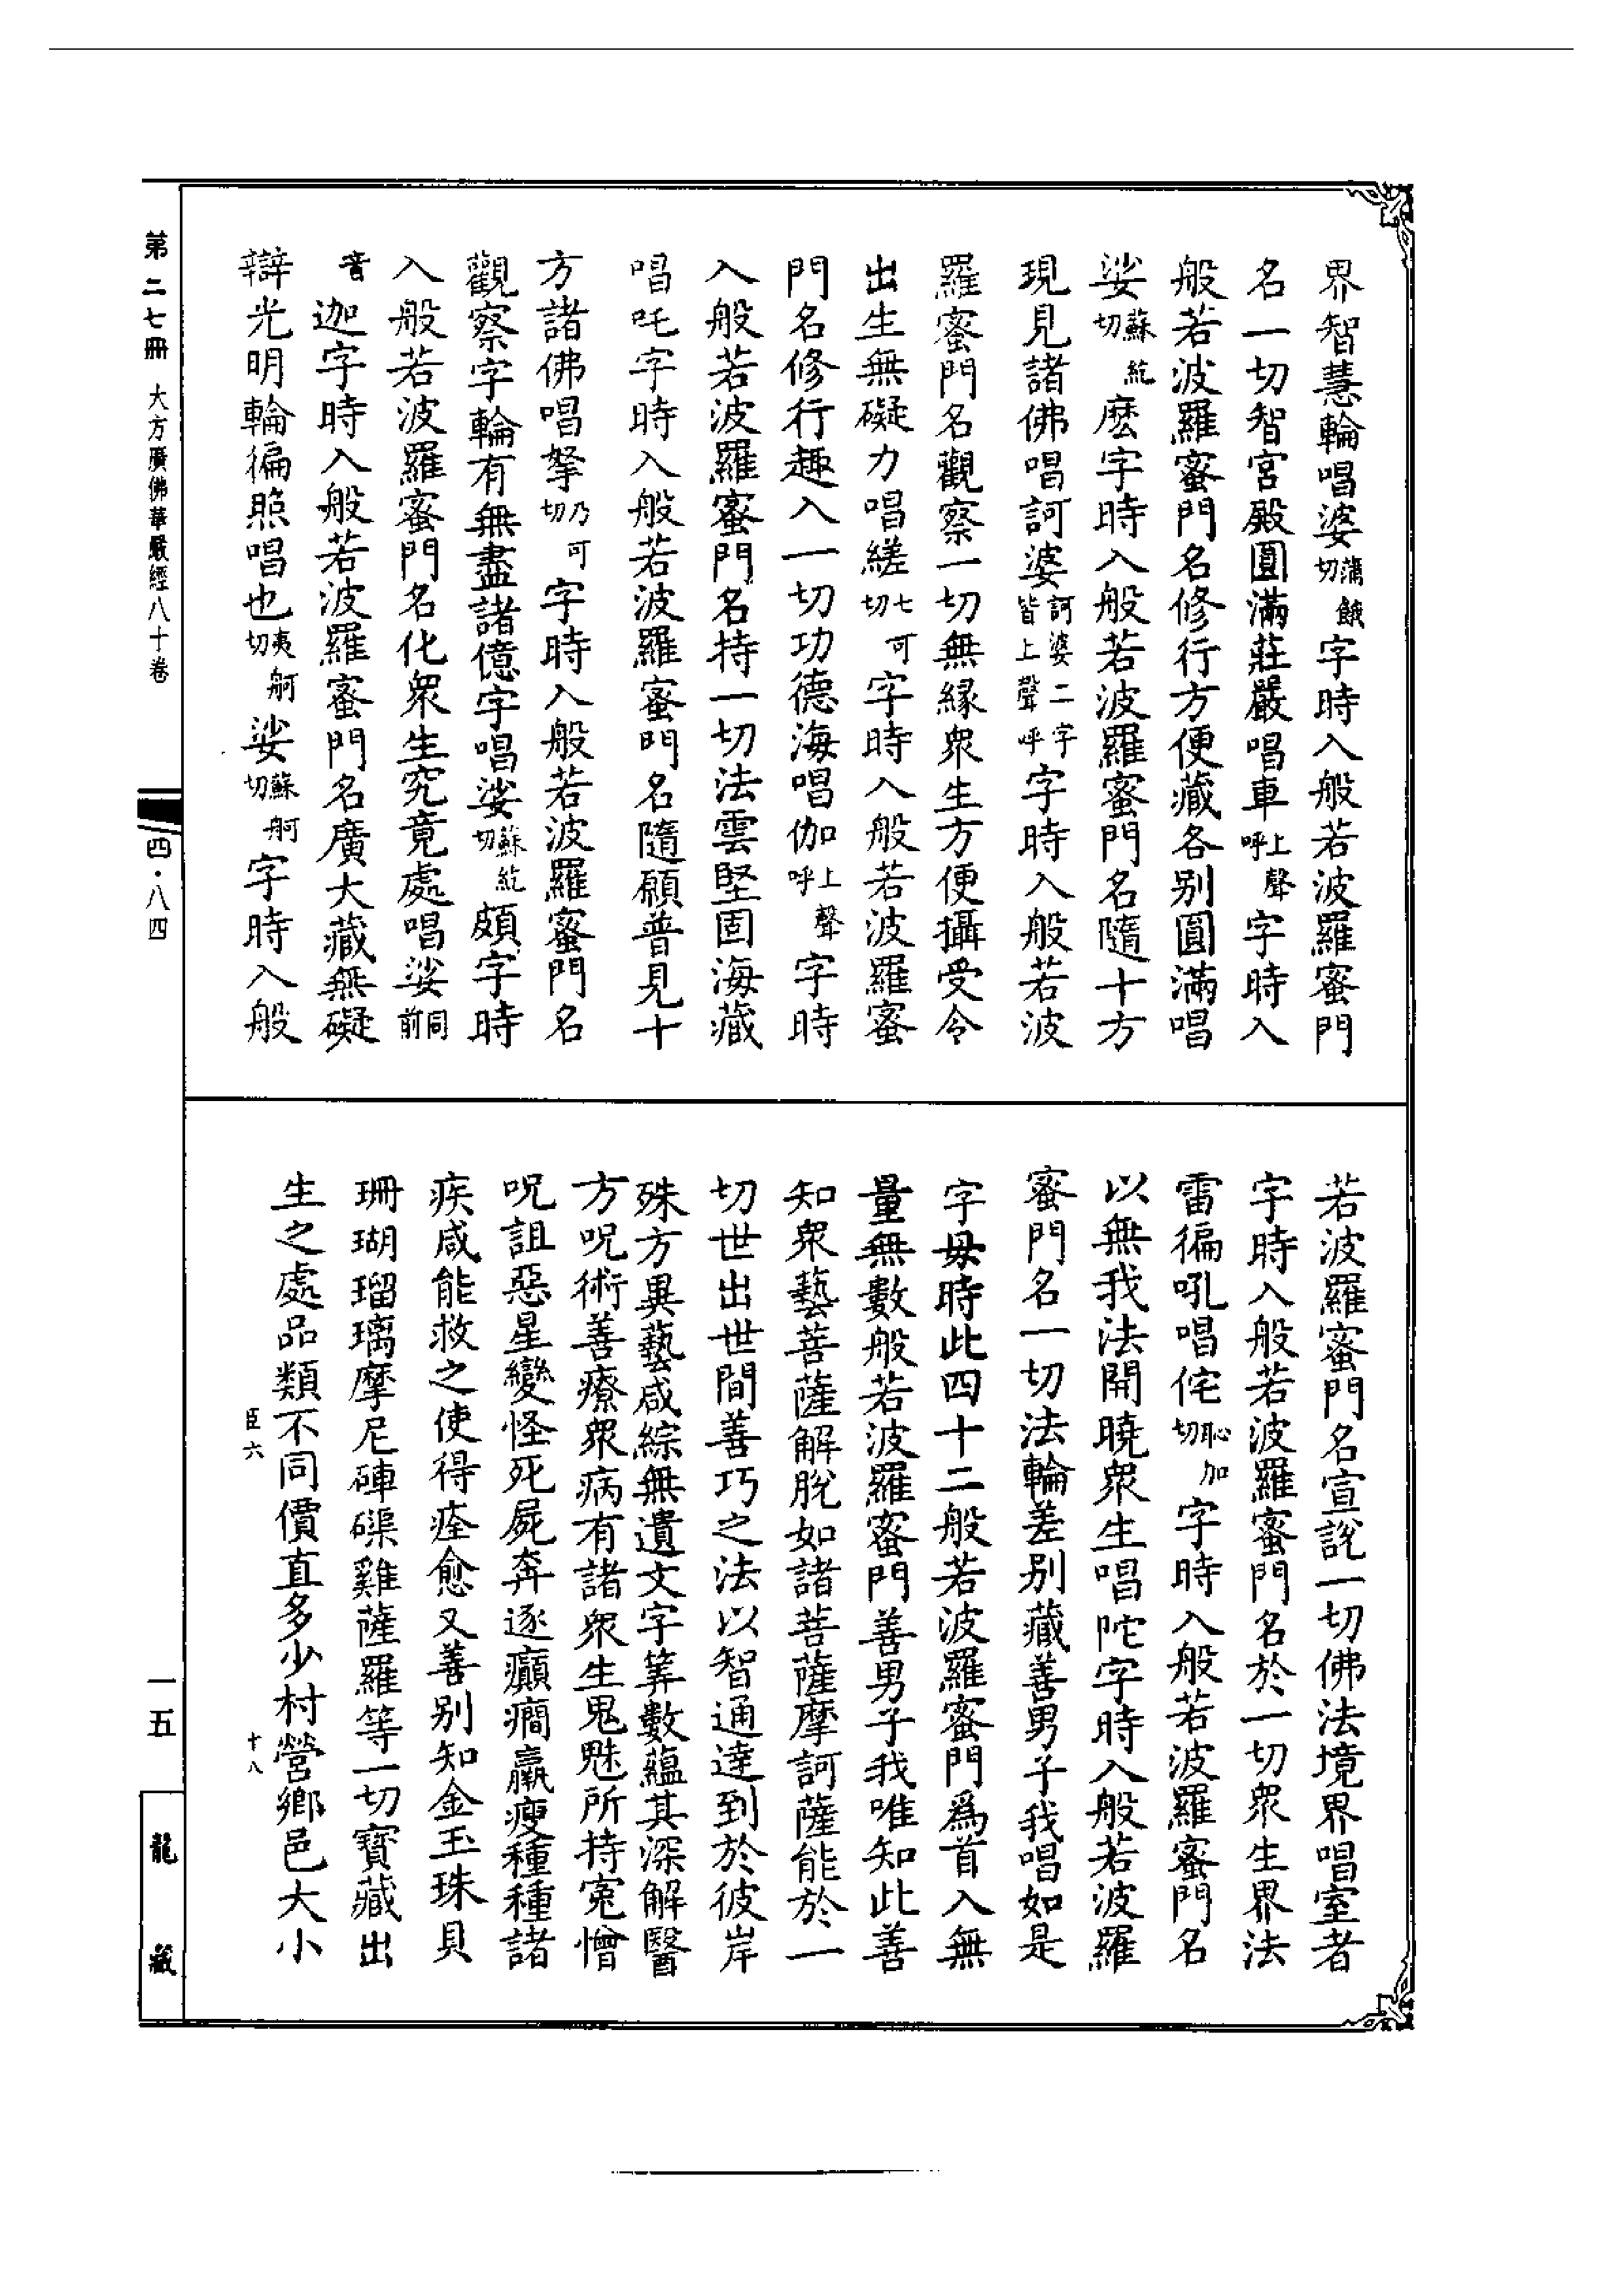 界智慧輪唱婆蒲餓切字時入般若波羅蜜門
名一切智宮殿圓滿莊嚴唱車上聲呼字時入
般若波羅蜜門名修行方便藏各别圓滿唱
娑蘇紇切麽字時入般若波羅蜜門名隨十方
現見諸佛唱訶婆訶婆二字皆上聲呼字時入般若波
羅蜜門名觀察一切無緣衆生方便攝受令
出生無礙力唱縒七可切字時入般若波羅蜜
門名修行趣入一切功德海唱伽上聲呼字時
入般若波羅蜜門名持一切法雲堅固海藏
唱吒字時入般若波羅蜜門名隨願普見十
方諸佛唱拏乃可切字時入般若波羅蜜門名
觀察字輪有無盡諸億字唱娑蘇紇切頗字時
入般若波羅蜜門名化衆生究竟處唱娑同前
音迦字時入般若波羅蜜門名廣大藏無礙
辯光明輪徧照唱也夷舸切娑蘇舸切字時入般
若波羅蜜門名宣說一切佛法境界唱室者
字時入般若波羅蜜門名於一切衆生界法
雷徧吼唱侘恥加切字時入般若波羅蜜門名
以無我法開曉衆生唱陀字時入般若波羅
蜜門名一切法輪差别藏善男子我唱如是
字母時此四十二般若波羅蜜門爲首入無
量無數般若波羅蜜門善男子我唯知此善
知衆藝菩薩解脫如諸菩薩摩訶薩能於一
切世出世間善巧之法以智通達到於彼岸
殊方異藝咸綜無遺文字筭數蘊其深解醫
方呪術善療衆病有諸衆生鬼魅所持寃憎
呪詛惡星變怪死屍奔逐癲癎羸瘦種種諸
疾咸能救之使得痊愈又善别知金玉珠貝
珊瑚瑠璃摩尼硨磲雞薩羅等一切寶藏出
生之處品類不同價直多少村營鄉邑大小
臣六
十八
第二七冊 大方廣佛華嚴經八十卷
四·八四
一五
龍藏